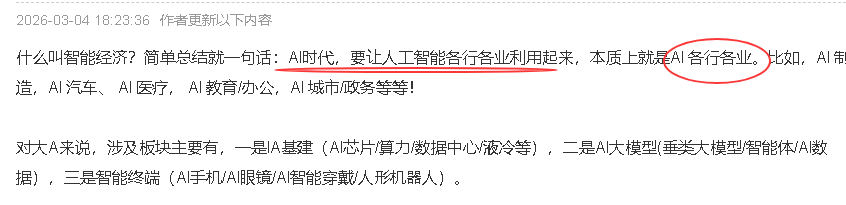 2026-03-04 18:23:36 作者更新以下内容
什么叫智能经济？简单总结就一句话：AI时代，要让人工智能各行各业利用起来，本质上就是AI 各行各业。比如，AI 制
造，AI 汽车、 AI 医疗， AI 教育/办公，AI 城市/政务等等！
对大A来说，涉及板块主要有，一是IA基建（AI芯片/算力/数据中心/液冷等），二是AI大模型(垂类大模型/智能体/AI数
据），三是智能终端（AI手机/AI眼镜/AI智能穿戴/人形机器人）。